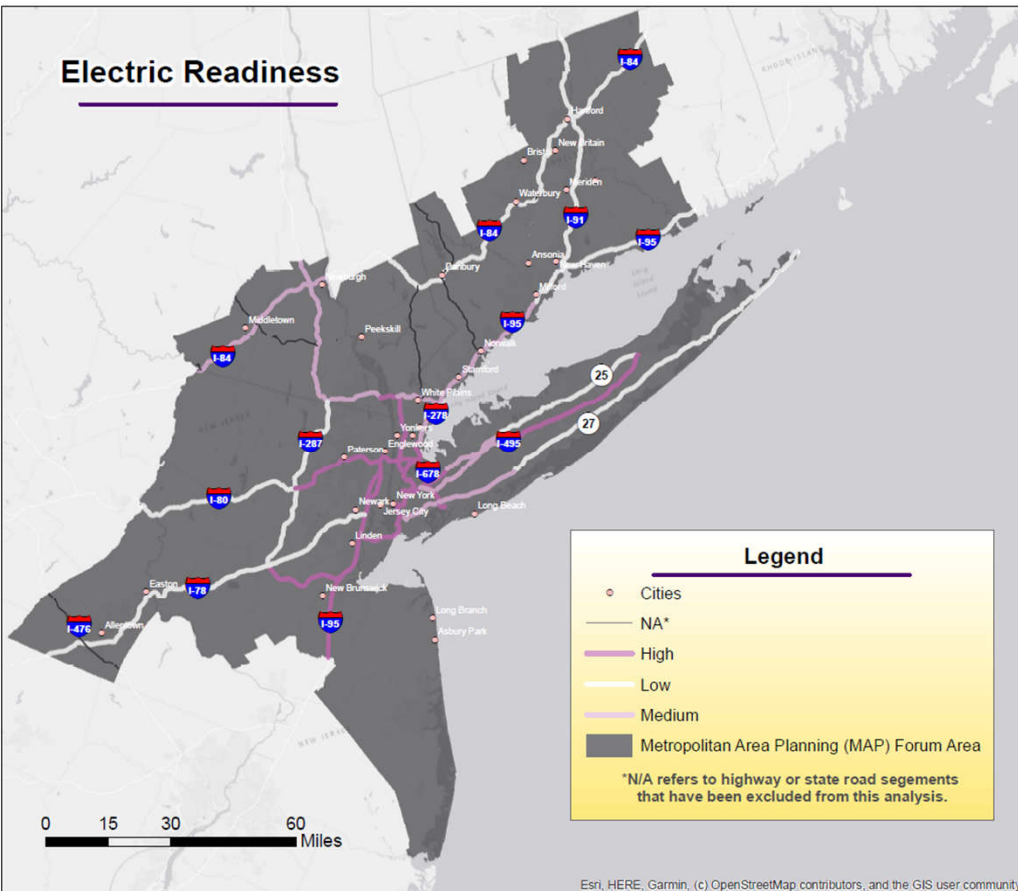 Electric Readiness
I-84
RHODE ISLAND
Hartford
New Britain
Bristol
Meriden
Waterbury
I-91
I-84
I-95
Ansonia
New Haven
Danbury
Milford
Newburgh
I-95
Middletown
Peekskill
Norwalk
I-84
Stamford
25
White Plains
I-278
27
Yonkers
I-287
I-495
Englewood
Paterson
I-678
I-80
New York
Newark
Jersey City
Long Beach
Linden
Easton
I-78
New Brunswick
Long Branch
I-476
I-95
Allentown
Asbury Park
Legend
Cities
NA*
High
Low
Medium
Metropolitan Area Planning (MAP) Forum Area
*N/A refers to highway or state road segements
that have been excluded from this analysis.
0 15 30 60
Miles
Esri, HERE, Garmin, (c) OpenStreetMap contributors, and the GIS user community